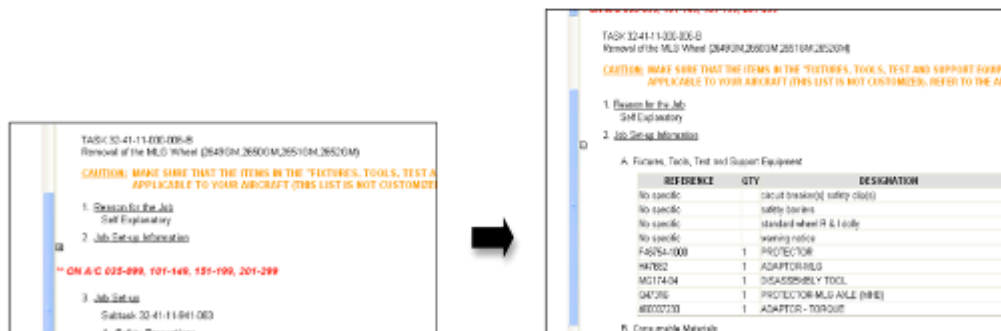 TASK 32-41-11-000-006-B
Removal of the MLG Wheel (2649GM,2650GM,2651GM,2652GM)
CAUTION: MAKE SURE THAT THE ITEMS IN THE "FIXTURES, TOOLS, TEST A
APPLICABLE TO YOUR AIRCRAFT (THIS LIST IS NOT CUSTOMIZE
1. Reason for the Job
Self Explanatory
2. Job Set-up Information
** ON A/C 035-099, 101-149, 151-199, 201-299
3. Job Set-up
Subtask 32-41-11-941-063
TASK 32-41-11-000-006-B
Removal of the MLG Wheel (2649GM,2650GM,2651GM,2652GM)
CAUTION: MAKE SURE THAT THE ITEMS IN THE "FIXTURES, TOOLS, TEST AND SUPPORT EQUIP
APPLICABLE TO YOUR AIRCRAFT (THIS LIST IS NOT CUSTOMIZED). REFER TO THE A
1. Reason for the Job
Self Explanatory
2. Job Set-up Information
A. Fixtures, Tools, Test and Support Equipment
REFERENCE QTY DESIGNATION
No specific circuit breaker(s) safety clip(s)
No specific safety barriers
No specific standard wheel R & I dolly
No specific warning notice
1 PROTECTOR
1 ADAPTOR-MLG
MG174-04 1 DISASSEMBLY TOOL
1 PROTECTOR-MLG AXLE (MHE)
1 ADAPTOR - TORQUE
B. Consumable Materials